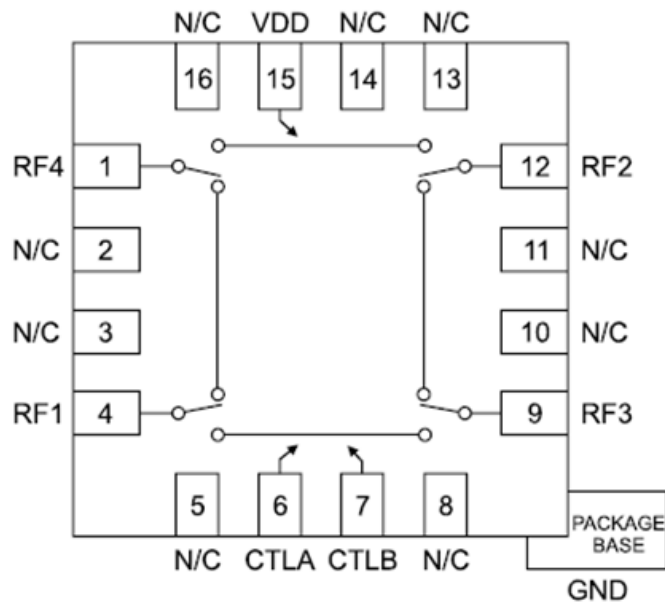 N/C VDD N/C N/C
16 15 14 13
RF4 1 12 RF2
N/C 2 11 N/C
N/C 3 10 N/C
RF1 4 9 RF3
5 6 7 8
N/C CTLA CTLB N/C
PACKAGE
BASE
GND